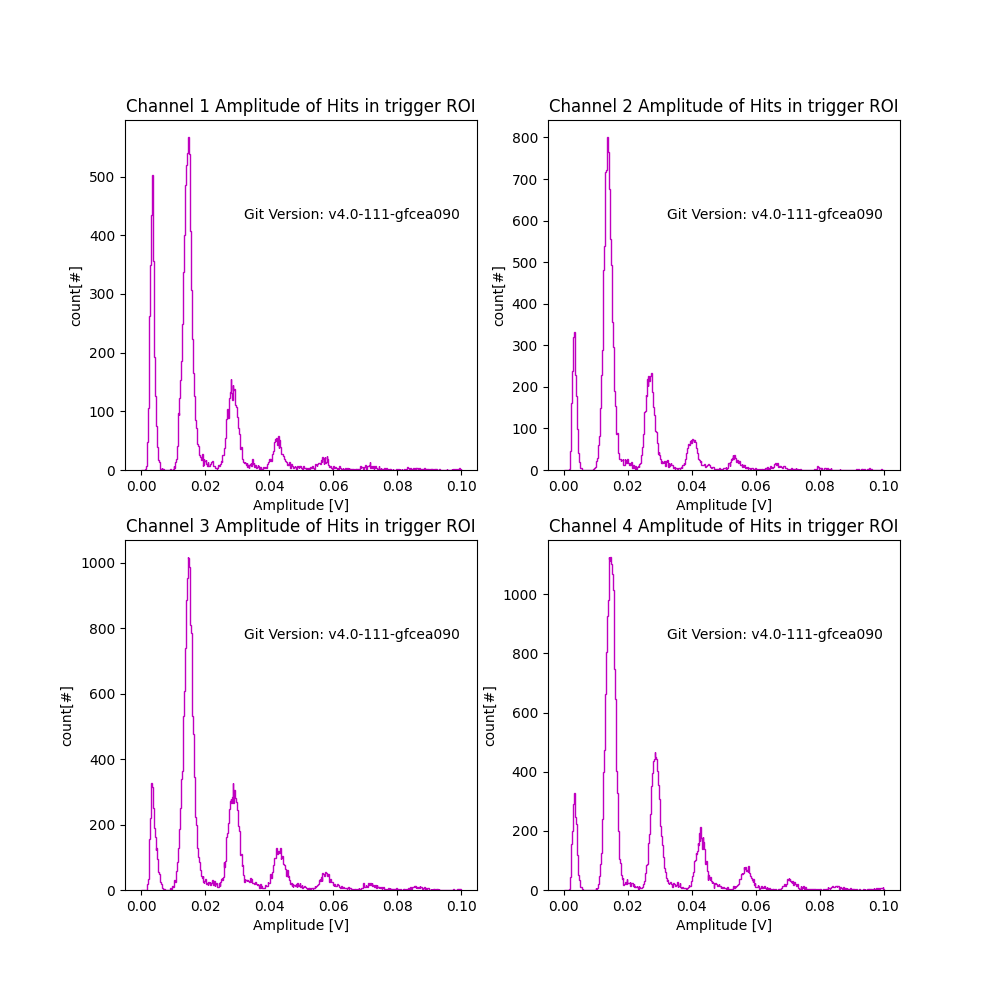 Channel 1 Amplitude of Hits in trigger ROI
500
400
300
200
100
0
count[#]
Git Version: v4.0-111-gfcea090
0.00 0.02 0.04 0.06 0.08 0.10
Amplitude [V]
Channel 2 Amplitude of Hits in trigger ROI
800
700
600
500
400
300
200
100
0
count[#]
Git Version: v4.0-111-gfcea090
0.00 0.02 0.04 0.06 0.08 0.10
Amplitude [V]
Channel 3 Amplitude of Hits in trigger ROI
1000
800
600
400
200
0
count[#]
Git Version: v4.0-111-gfcea090
0.00 0.02 0.04 0.06 0.08 0.10
Amplitude [V]
Channel 4 Amplitude of Hits in trigger ROI
1000
800
600
400
200
0
count[#]
Git Version: v4.0-111-gfcea090
0.00 0.02 0.04 0.06 0.08 0.10
Amplitude [V]